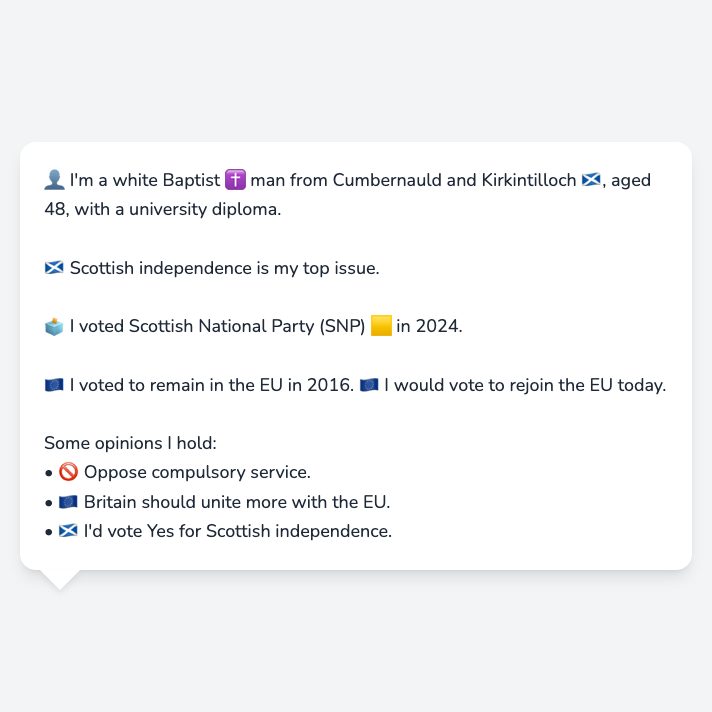 👤 I'm a white Baptist ✝️ man from Cumbernauld and Kirkintilloch 🏴󠁧󠁢󠁳󠁣󠁴󠁿, aged
48, with a university diploma.
🏴󠁧󠁢󠁳󠁣󠁴󠁿 Scottish independence is my top issue.
🗳️ I voted Scottish National Party (SNP) 🟨 in 2024.
🇪🇺 I voted to remain in the EU in 2016. 🇪🇺 I would vote to rejoin the EU today.
Some opinions I hold:
• 🚫 Oppose compulsory service.
• 🇪🇺 Britain should unite more with the EU.
• 🏴󠁧󠁢󠁳󠁣󠁴󠁿 I'd vote Yes for Scottish independence.